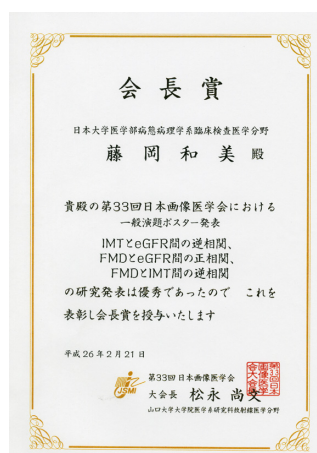 会長賞
日本大学医学部病態病理学系臨床検査医学分野
藤岡和美 殿
貴殿の第33回日本画像医学会における
一般演題ポスター発表
IMTとeGFR間の逆相関、
FMDとeGFR間の正相関、
FMDとIMT間の逆相関
の研究発表は優秀であったので　これを
表彰し会長賞を授与いたします
平成26年2月21日
JSMI
第33回日本画像医学会
大会長 松永尚文
山口大学大学院医学系研究科放射線医学分野